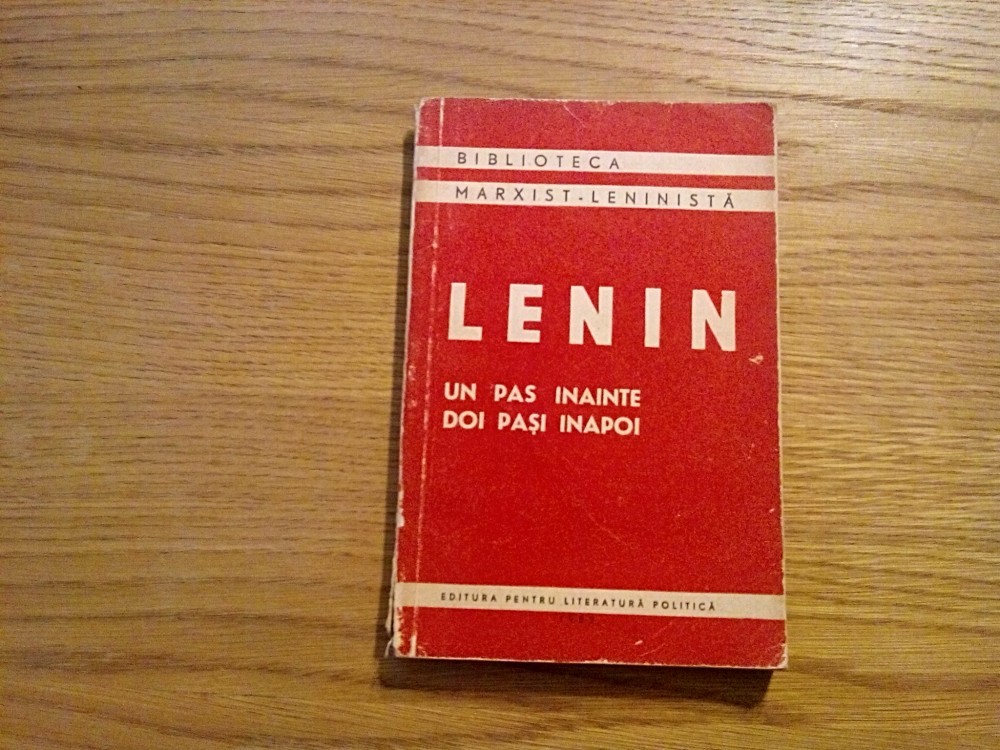 BIBLIOTECA
MARXIST-LENINISTĂ
LENIN
UN PAS INAINTE
DOI PAȘI INAPOI
EDITURA PENTRU LITERATURĂ POLITICĂ